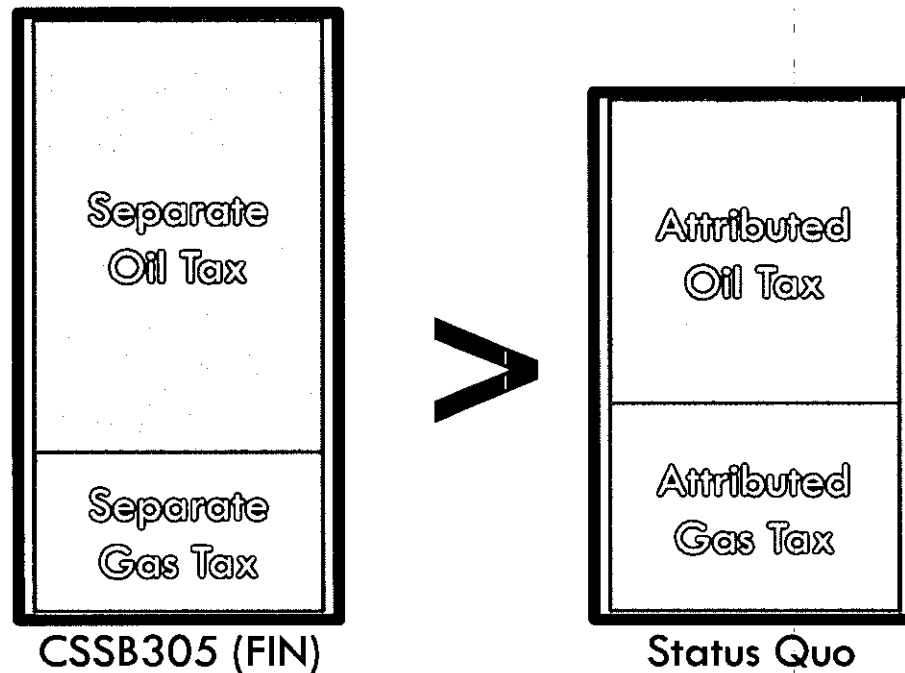 Separate
Oil Tax
Separate
Gas Tax
CSSB305 (FIN)
>
Attributed
Oil Tax
Attributed
Gas Tax
Status Quo